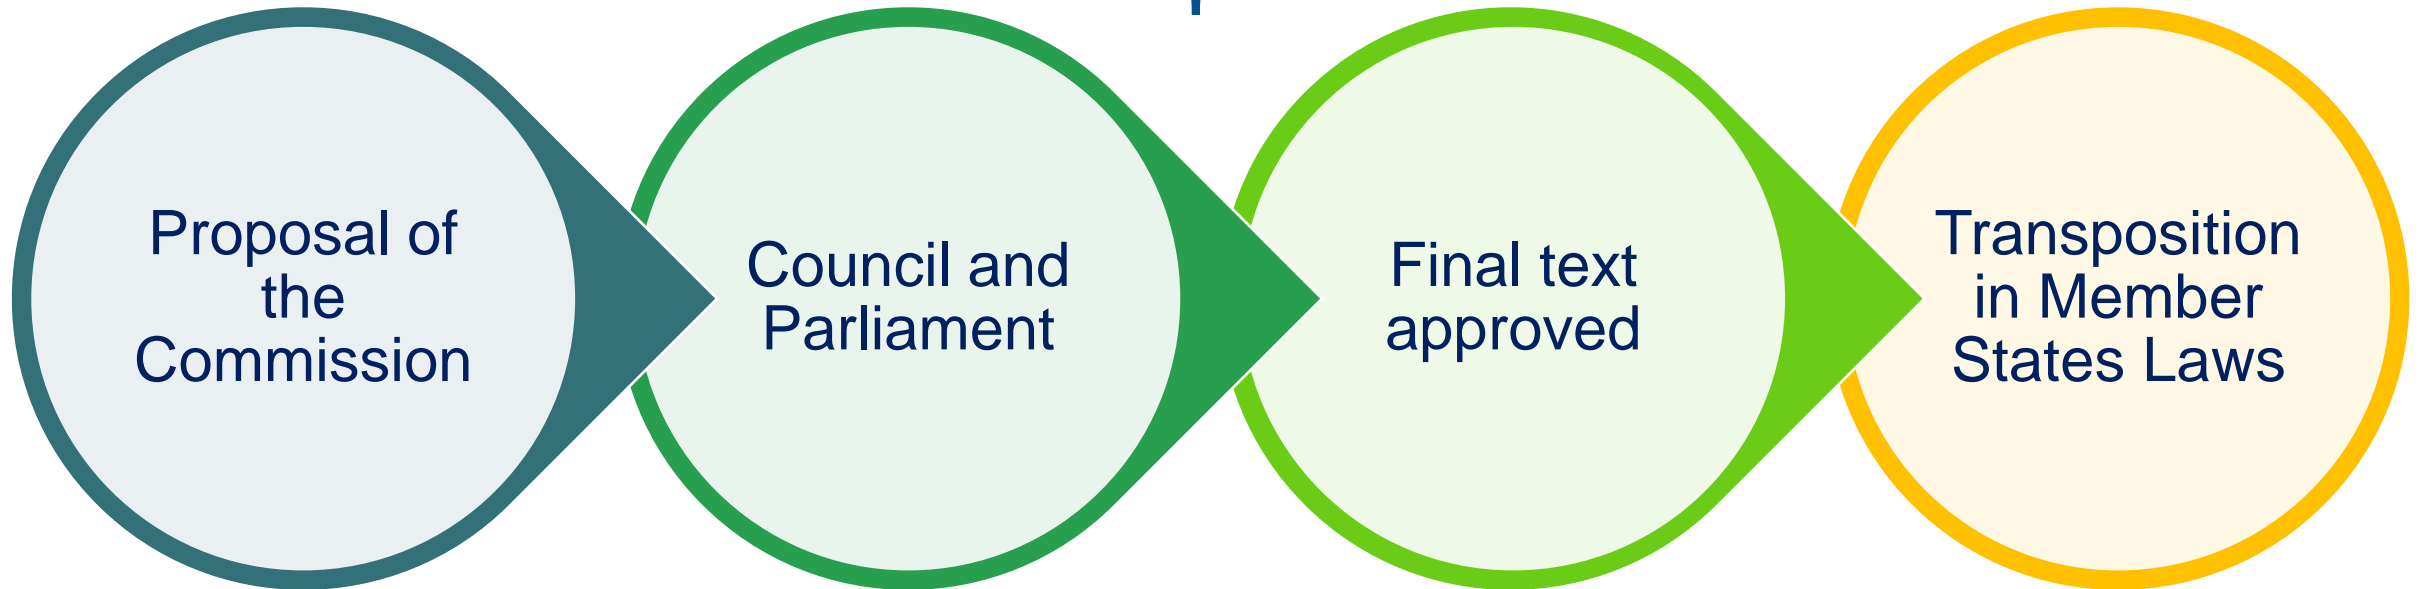 Proposal of
the
Commission
Council and
Parliament
Final text
approved
Transposition
in Member
States Laws